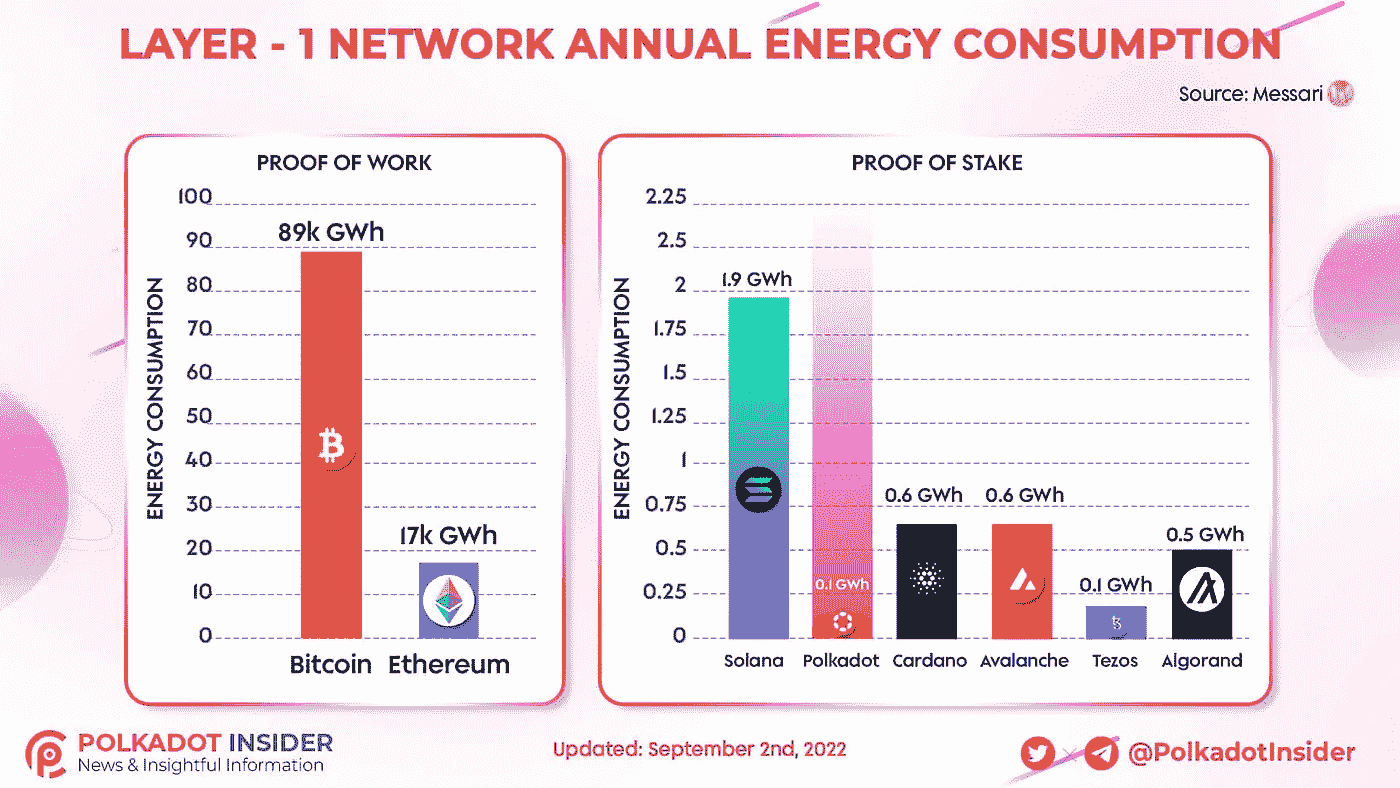 LAYER - 1 NETWORK ANNUAL ENERGY CONSUMPTION
Source: Messari
PROOF OF WORK
ENERGY CONSUMPTION
100
90
80
70
60
50
40
30
20
10
0
89k GWh
17k GWh
Bitcoin Ethereum
PROOF OF STAKE
ENERGY CONSUMPTION
2.25
2.5
2
1.75
1.5
1.25
1
0.75
0.5
0.25
0
1.9 GWh
0.1 GWh
0.6 GWh
0.6 GWh
0.1 GWh
0.5 GWh
Solana Polkadot Cardano Avalanche Tezos Algorand
POLKADOT INSIDER
News & Insightful Information
Updated: September 2nd, 2022
@PolkadotInsider